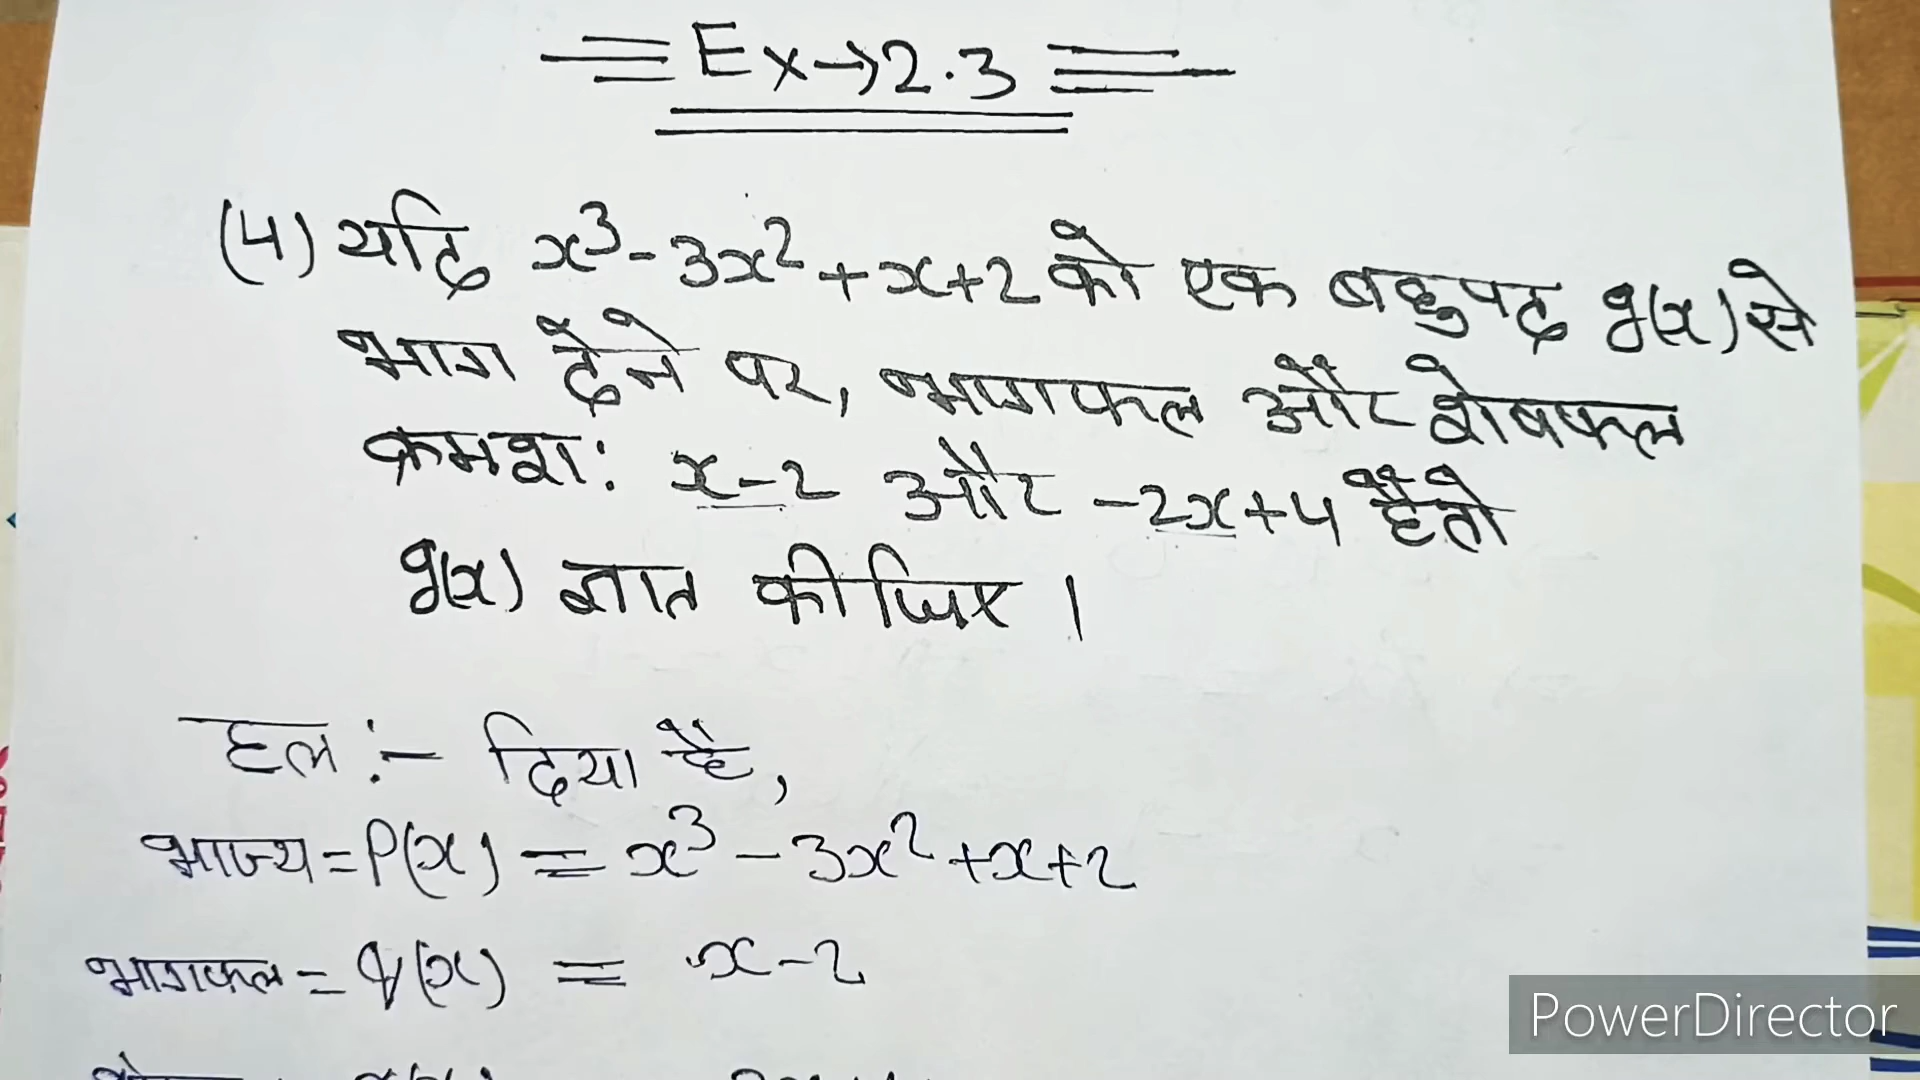 Ex→2.3
(4) यदि x³-3x²+x+2 को एक बहुपद g(x) से
भाग देने पर, भागफल और शेषफल
क्रमश: x-2 और -2x+4 हैं तो
g(x) ज्ञात कीजिए।
हल :- दिया है,
भाज्य = P(x) = x³-3x²+x+2
भागफल = q(x) = x-2
PowerDirector